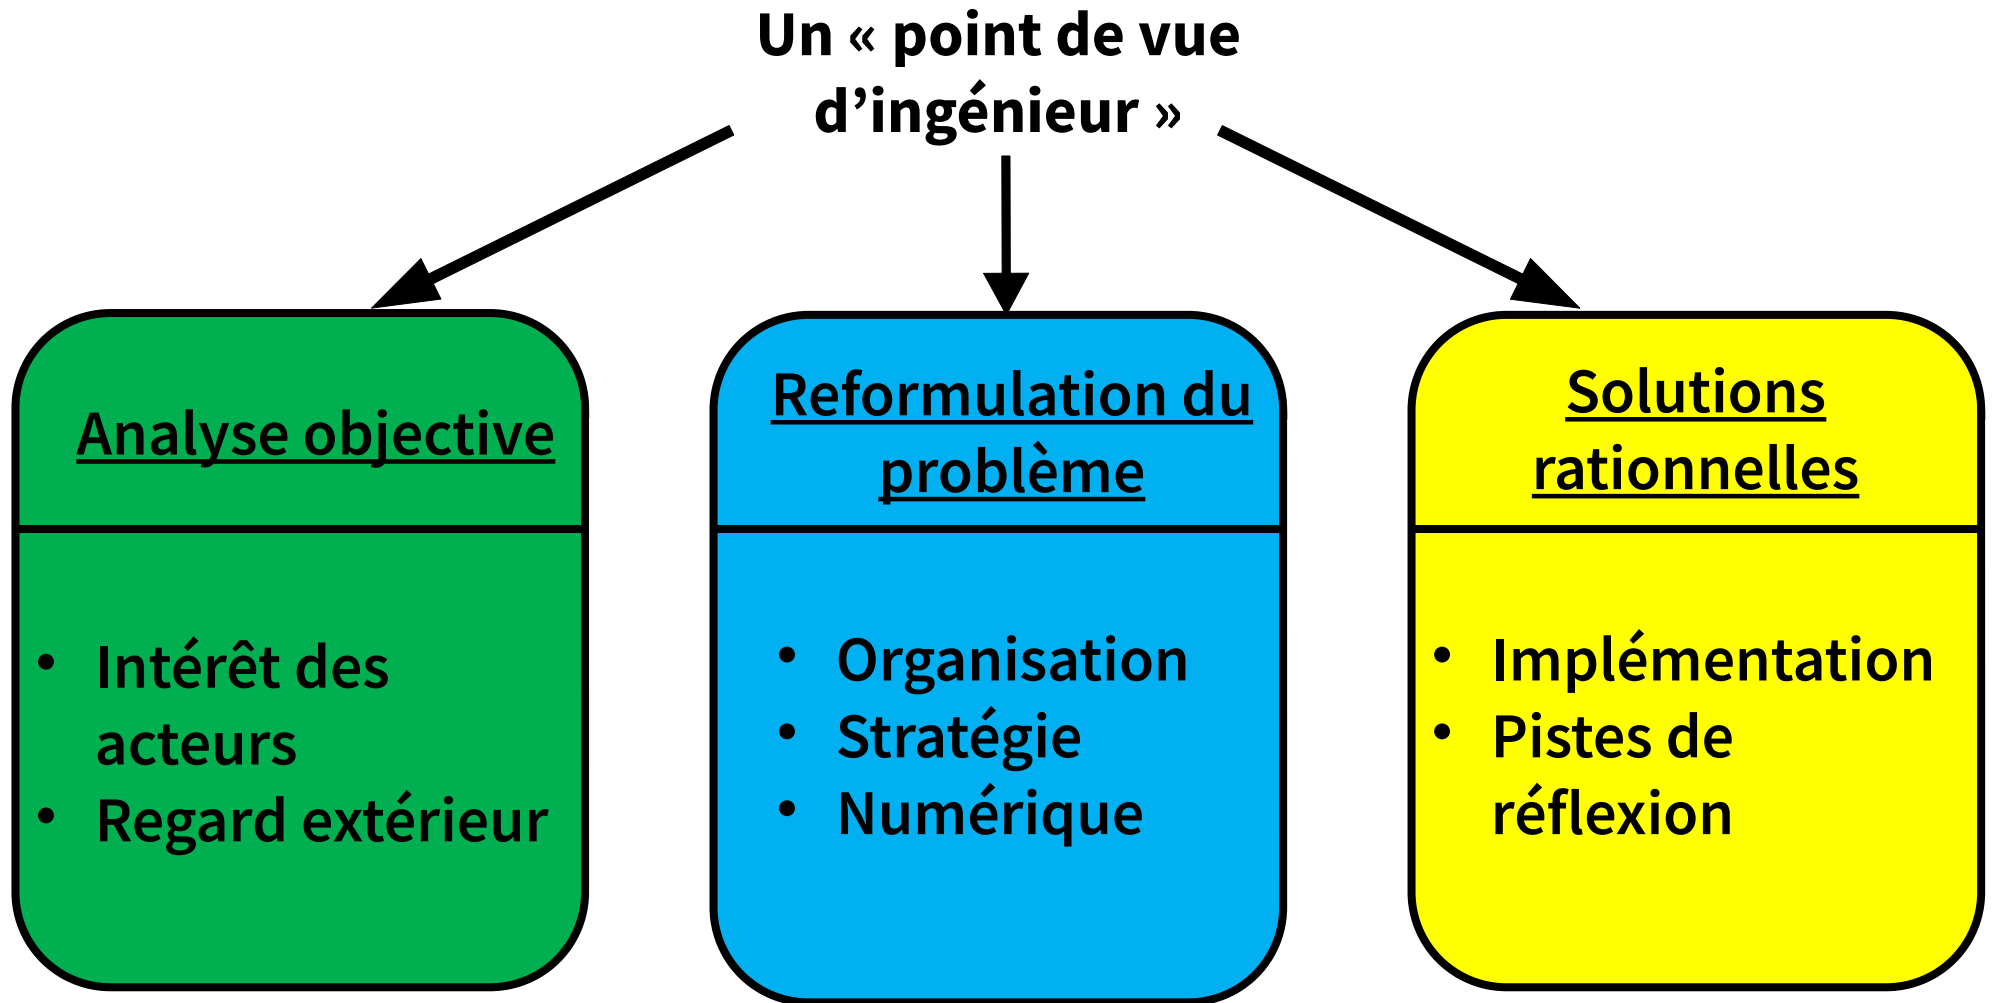 Un « point de vue
d’ingénieur »
Analyse objective
• Intérêt des
acteurs
• Regard extérieur
Reformulation du
problème
• Organisation
• Stratégie
• Numérique
Solutions
rationnelles
• Implémentation
• Pistes de
réflexion